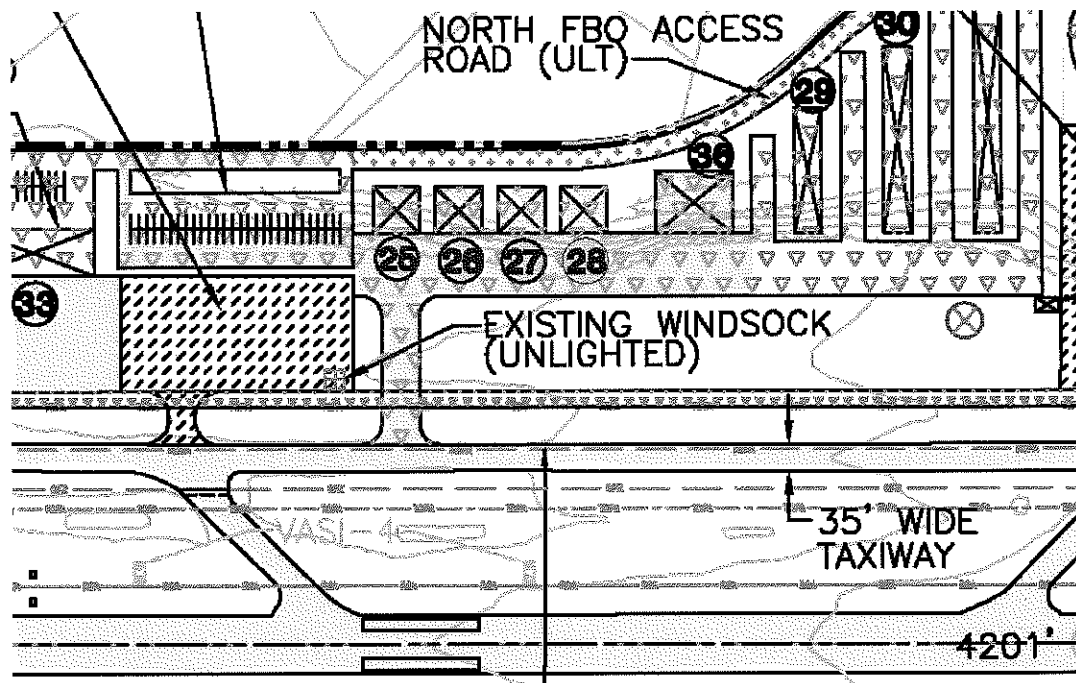 NORTH FBO ACCESS
ROAD (ULT)
30
29
36
25
26
27
28
33
EXISTING WINDSOCK
(UNLIGHTED)
VASI-4
35' WIDE
TAXIWAY
4201'